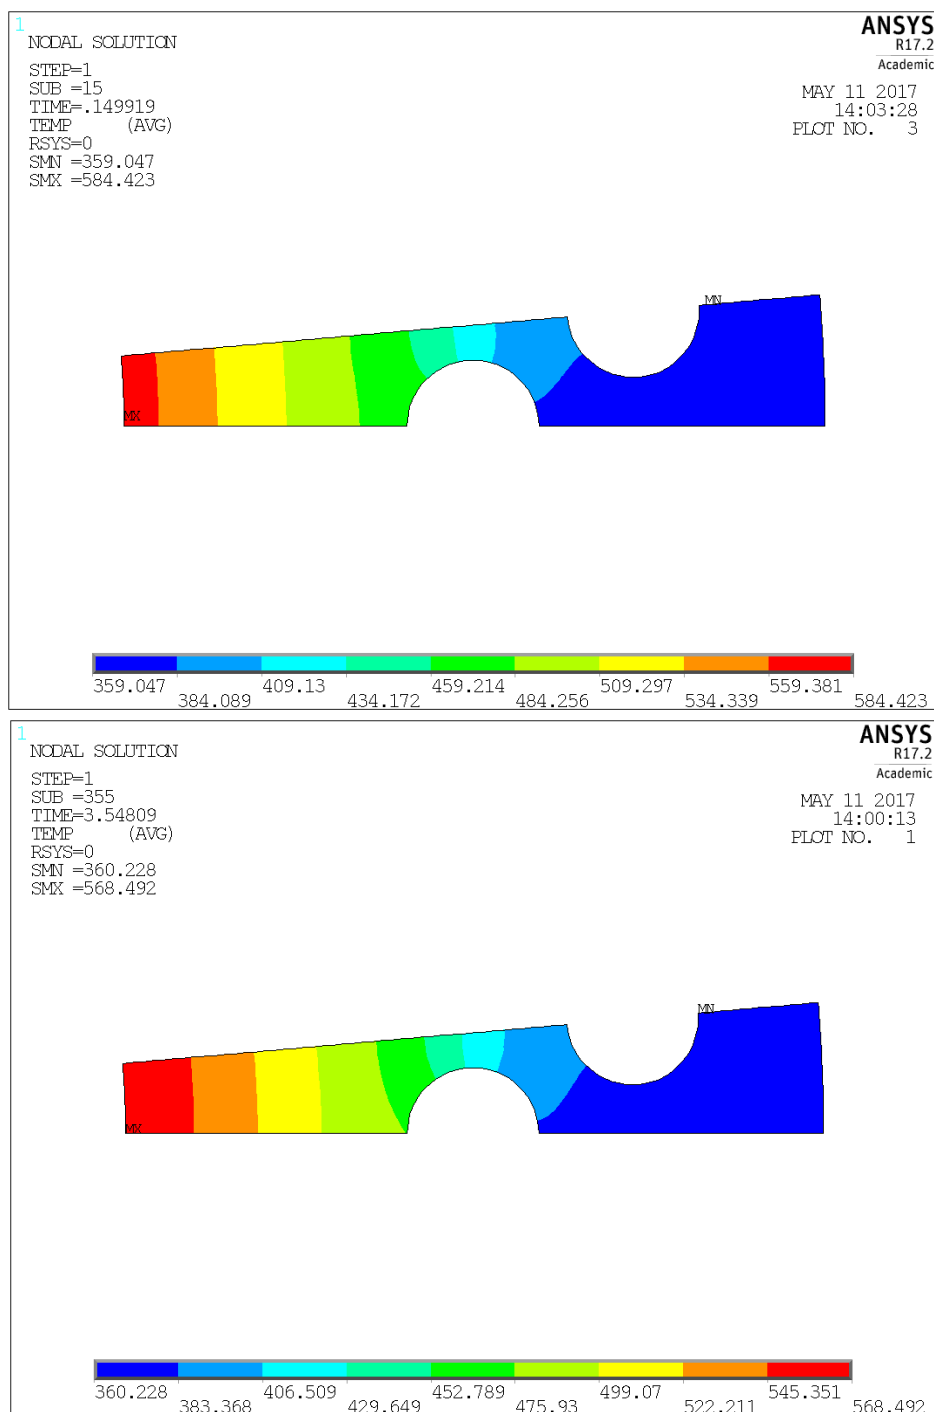 1
NODAL SOLUTION
STEP=1
SUB =15
TIME=.149919
TEMP (AVG)
RSYS=0
SMN =359.047
SMX =584.423
ANSYS
R17.2
Academic
MAY 11 2017
14:03:28
PLOT NO. 3
MN
MX
359.047 409.13 459.214 509.297 559.381
384.089 434.172 484.256 534.339 584.423
1
NODAL SOLUTION
STEP=1
SUB =355
TIME=3.54809
TEMP (AVG)
RSYS=0
SMN =360.228
SMX =568.492
ANSYS
R17.2
Academic
MAY 11 2017
14:00:13
PLOT NO. 1
MN
MX
360.228 406.509 452.789 499.07 545.351
383.368 429.649 475.93 522.211 568.492